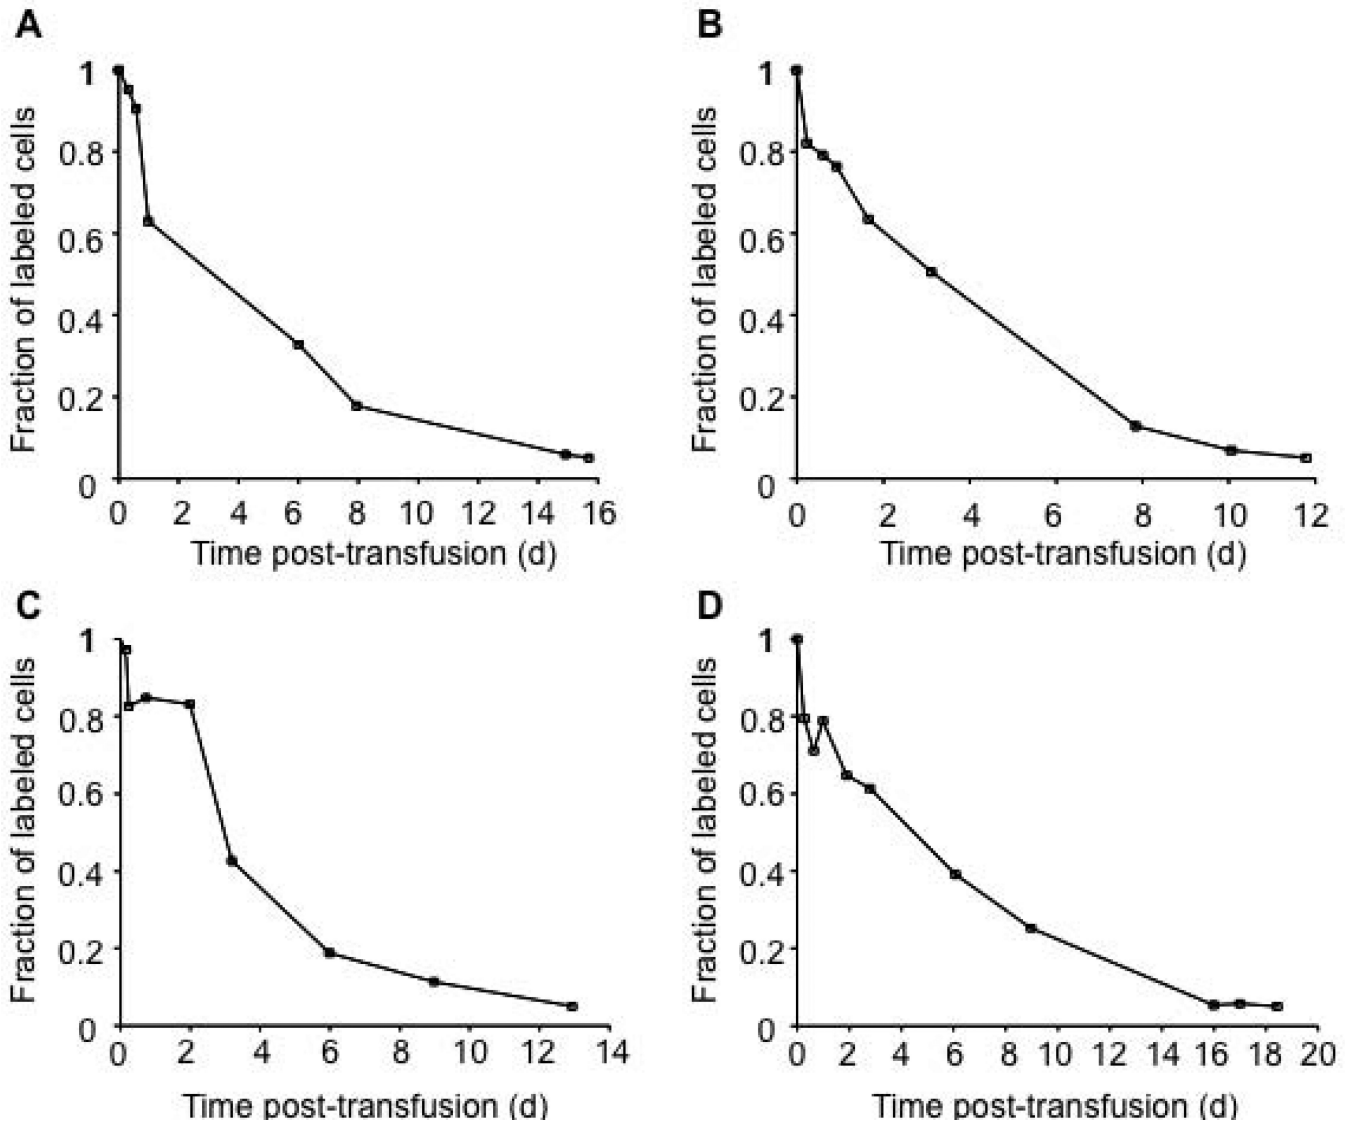 A
Fraction of labeled cells
1
0.8
0.6
0.4
0.2
0
0 2 4 6 8 10 12 14 16
Time post-transfusion (d)
B
Fraction of labeled cells
1
0.8
0.6
0.4
0.2
0
0 2 4 6 8 10 12
Time post-transfusion (d)
C
Fraction of labeled cells
1
0.8
0.6
0.4
0.2
0
0 2 4 6 8 10 12 14
Time post-transfusion (d)
D
Fraction of labeled cells
1
0.8
0.6
0.4
0.2
0
0 2 4 6 8 10 12 14 16 18 20
Time post-transfusion (d)